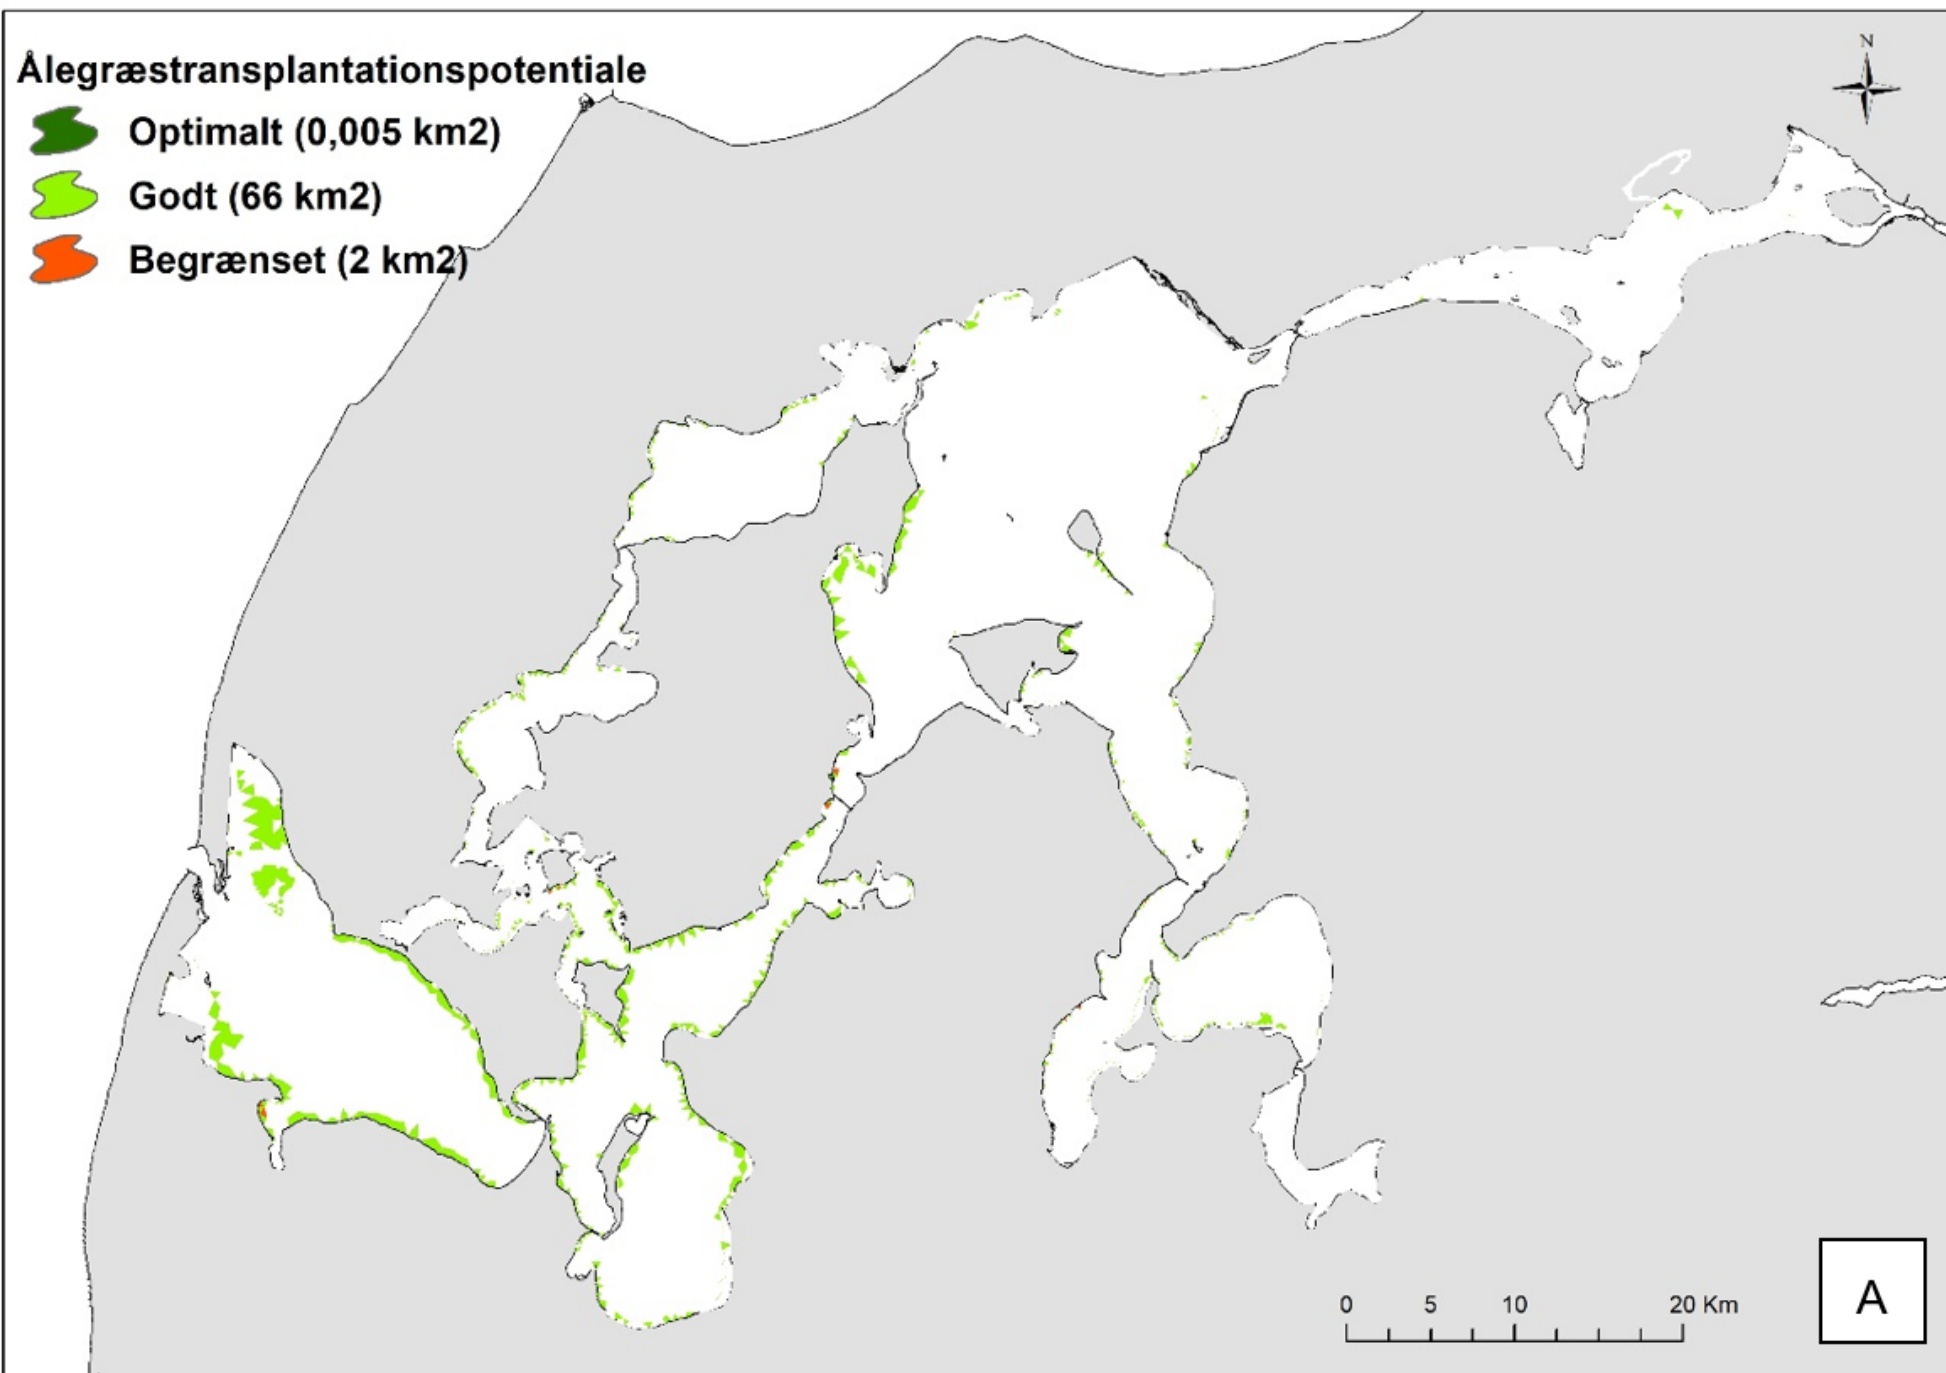 Ålegræstransplantationspotentiale
Optimalt (0,005 km2)
Godt (66 km2)
Begrænset (2 km2)
N
0 5 10 20 Km
A